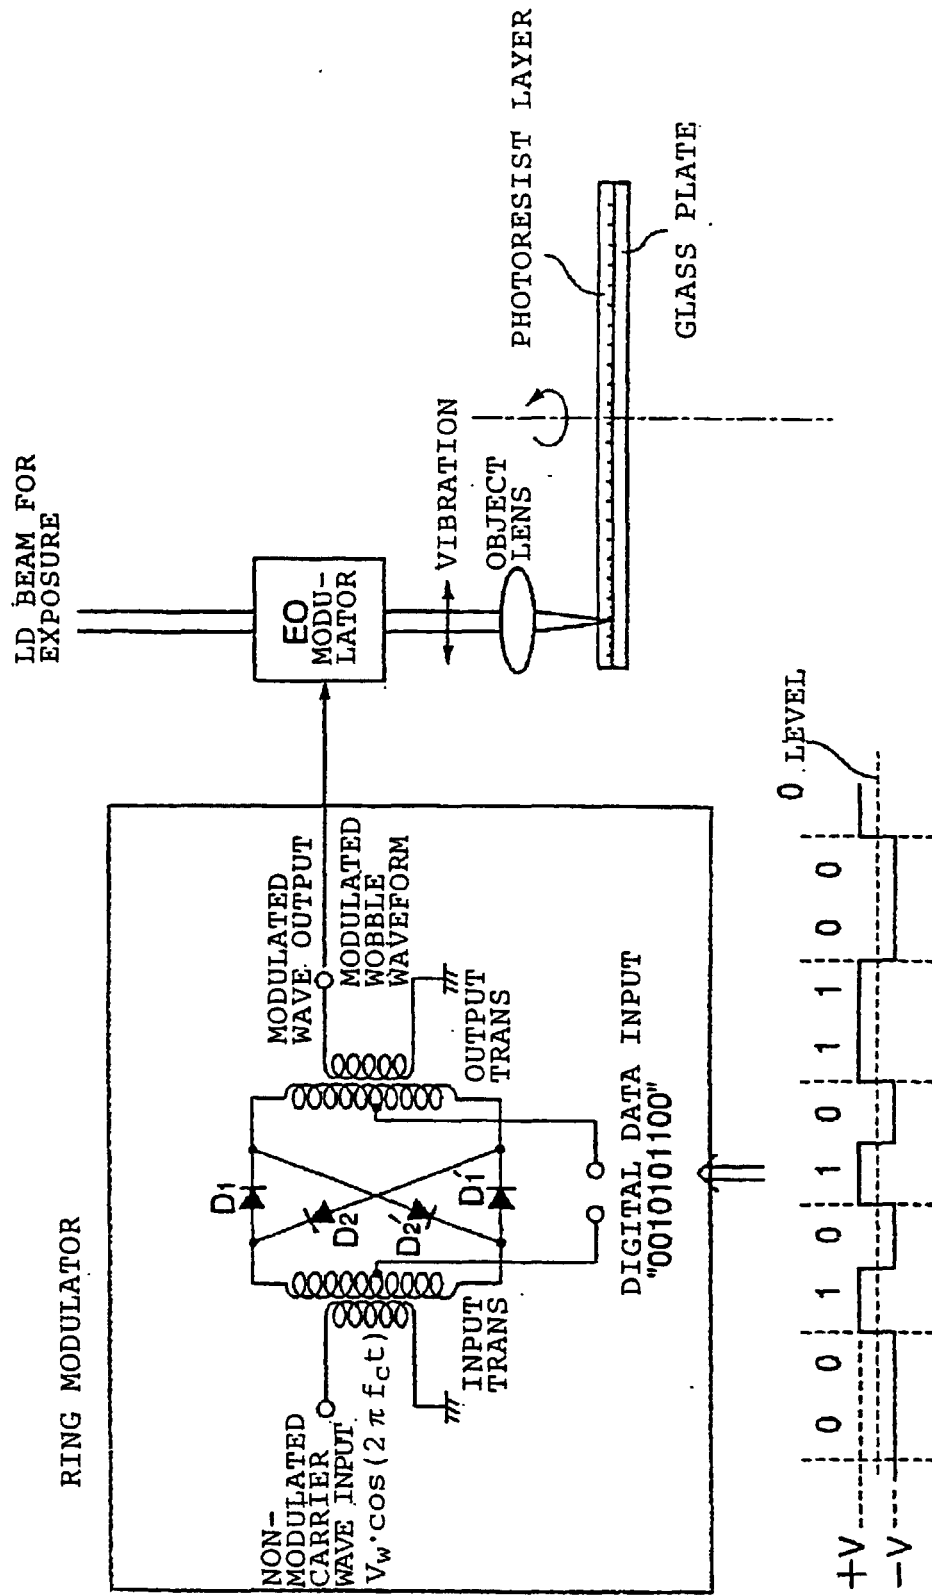 RING MODULATOR
NON-
MODULATED
CARRIER
WAVE INPUT
Vw·cos(2πfct)
INPUT
TRANS
D1
D2
D2'
D1'
OUTPUT
TRANS
MODULATED
WAVE OUTPUT
MODULATED
WOBBLE
WAVEFORM
DIGITAL DATA INPUT
"0010101100"
LD BEAM FOR
EXPOSURE
EO
MODU-
LATOR
VIBRATION
OBJECT
LENS
PHOTORESIST LAYER
GLASS PLATE
+V
-V
0 0 1 0 1 0 1 1 0 0
0 LEVEL